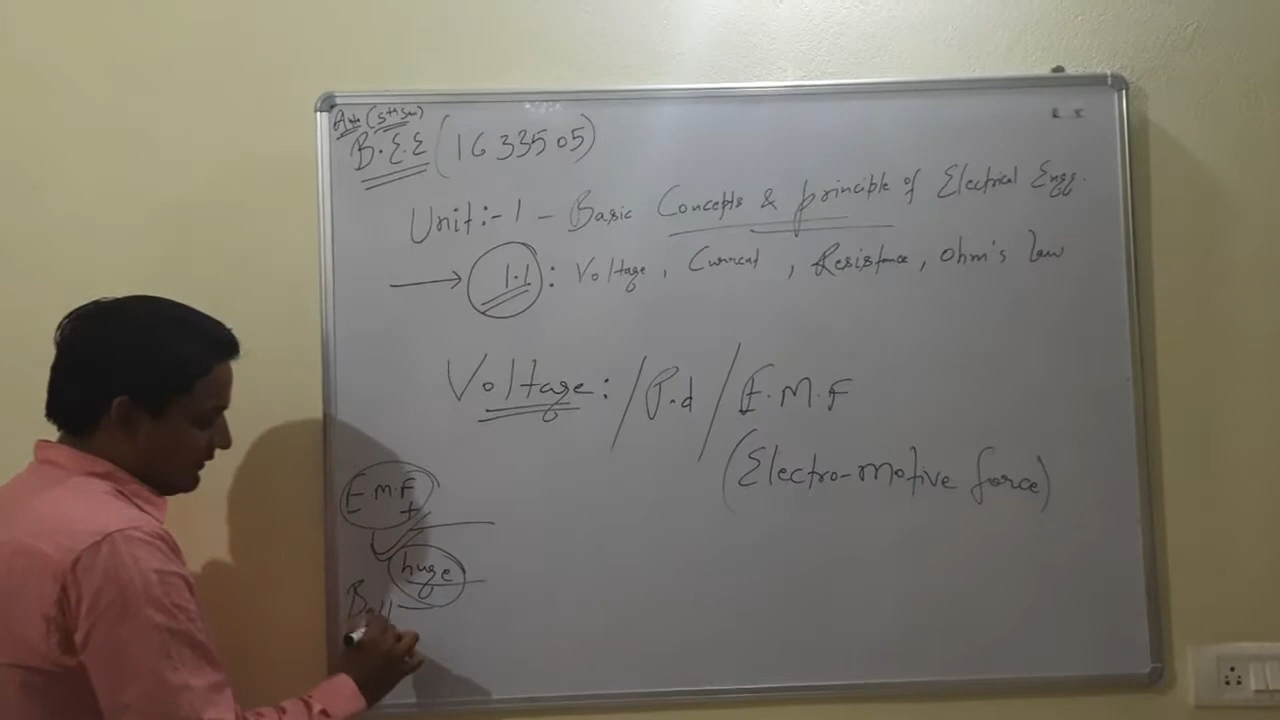 Auto (5th Sem)
B.E.E (1633505)
Unit:-1 - Basic Concepts & principle of Electrical Engg.
→ 1.1 : Voltage, Current, Resistance, Ohm's law
Voltage: / P.d / E.M.F
(Electro-motive force)
E.M.F
+
huge